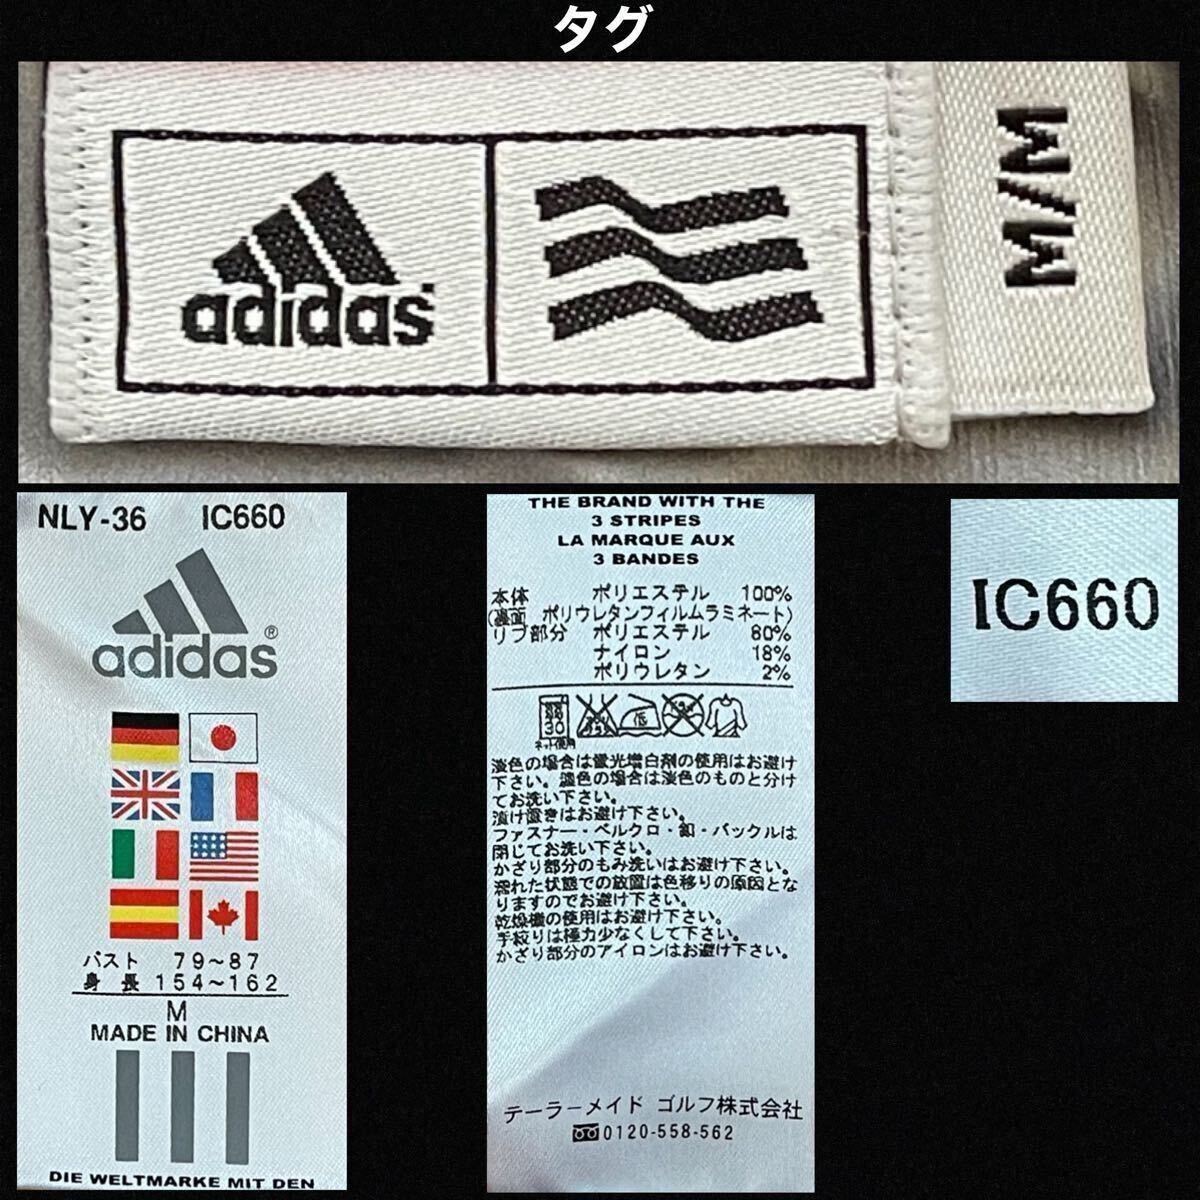 タグ
adidas
M/M
NLY-36 IC660
adidas®
バスト 79〜87
身長 154〜162
M
MADE IN CHINA
DIE WELTMARKE MIT DEN
THE BRAND WITH THE
3 STRIPES
LA MARQUE AUX
3 BANDES
本体 ポリエステル 100%
(裏面 ポリウレタンフィルムラミネート)
リブ部分 ポリエステル 80%
ナイロン 18%
ポリウレタン 2%
30
ネット使用
淡色の場合は蛍光増白剤の使用はお避け
下さい。濃色の場合は淡色のものと分け
てお洗い下さい。
漬け置きはお避け下さい。
ファスナー・ベルクロ・釦・バックルは
閉じてお洗い下さい。
かざり部分のもみ洗いはお避け下さい。
濡れた状態での放置は色移りの原因とな
りますのでお避け下さい。
乾燥機の使用はお避け下さい。
手絞りは極力少なくして下さい。
かざり部分のアイロンはお避け下さい。
テーラーメイド ゴルフ株式会社
0120-558-562
IC660